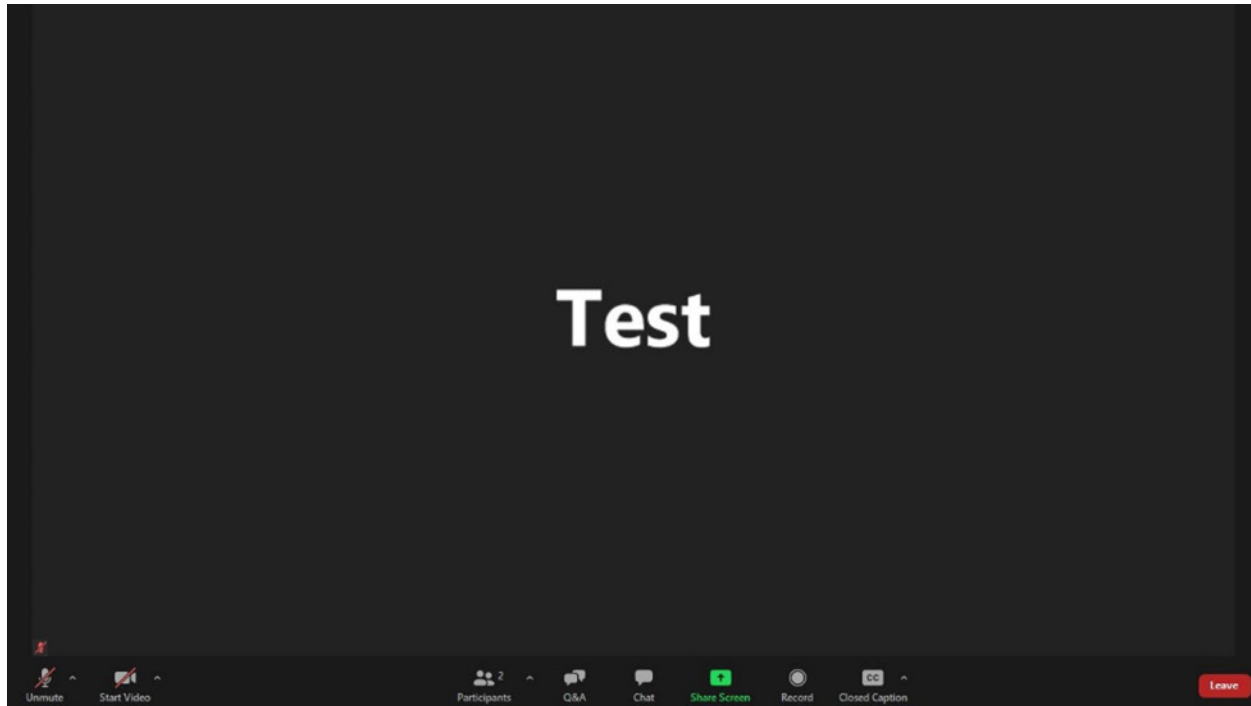 Test
Unmute
Start Video
2
Participants
Q&A
Chat
Share Screen
Record
CC
Closed Caption
Leave